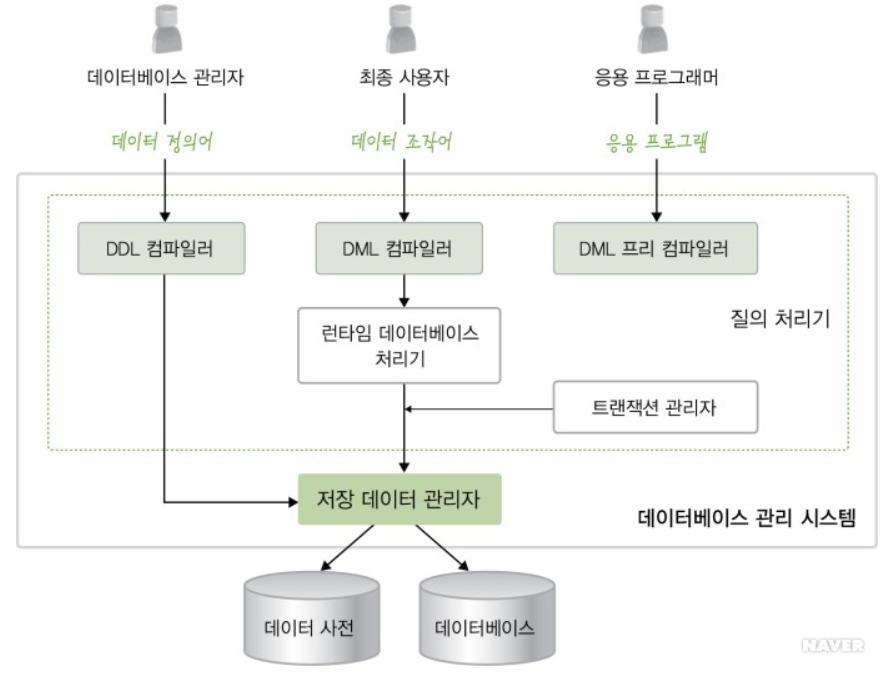 데이터베이스 관리자
최종 사용자
응용 프로그래머
데이터 정의어
데이터 조작어
응용 프로그램
DDL 컴파일러
DML 컴파일러
DML 프리 컴파일러
런타임 데이터베이스
처리기
질의 처리기
트랜잭션 관리자
저장 데이터 관리자
데이터베이스 관리 시스템
데이터 사전
데이터베이스
NAVER